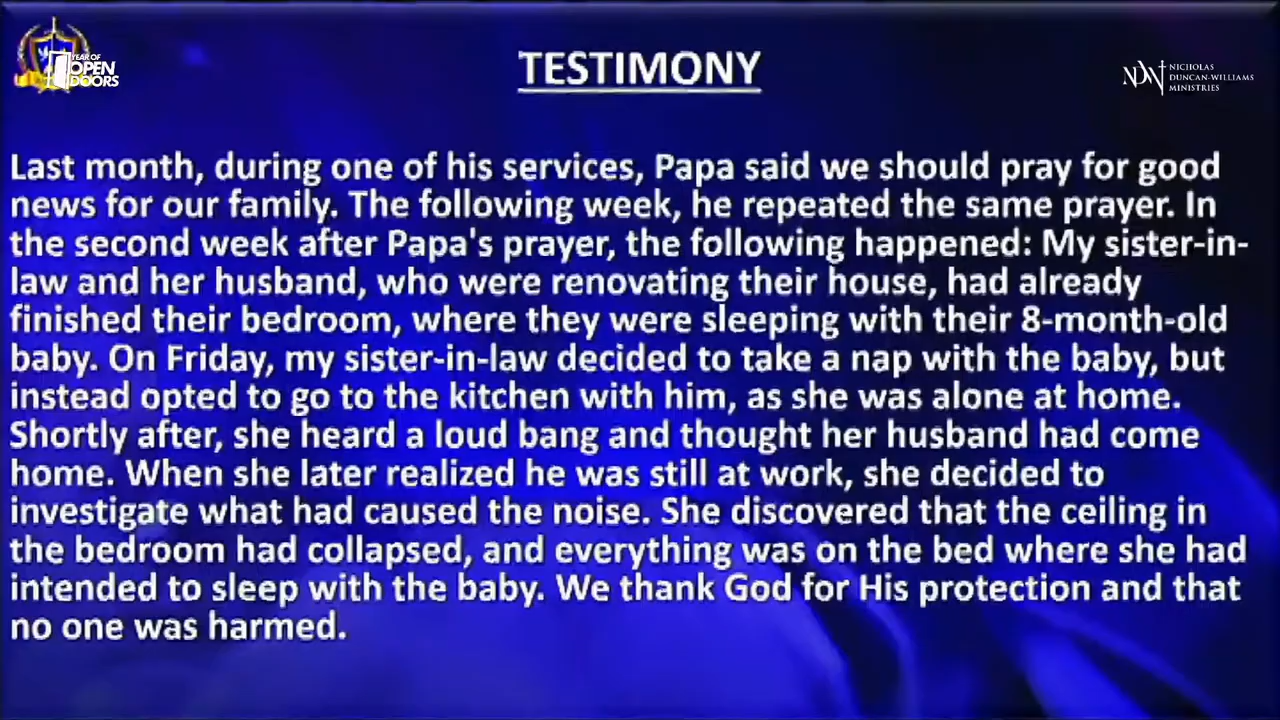 YEAR OF
OPEN
DOORS
TESTIMONY
NDW
NICHOLAS
DUNCAN-WILLIAMS
MINISTRIES
Last month, during one of his services, Papa said we should pray for good
news for our family. The following week, he repeated the same prayer. In
the second week after Papa's prayer, the following happened: My sister-in-
law and her husband, who were renovating their house, had already
finished their bedroom, where they were sleeping with their 8-month-old
baby. On Friday, my sister-in-law decided to take a nap with the baby, but
instead opted to go to the kitchen with him, as she was alone at home.
Shortly after, she heard a loud bang and thought her husband had come
home. When she later realized he was still at work, she decided to
investigate what had caused the noise. She discovered that the ceiling in
the bedroom had collapsed, and everything was on the bed where she had
intended to sleep with the baby. We thank God for His protection and that
no one was harmed.